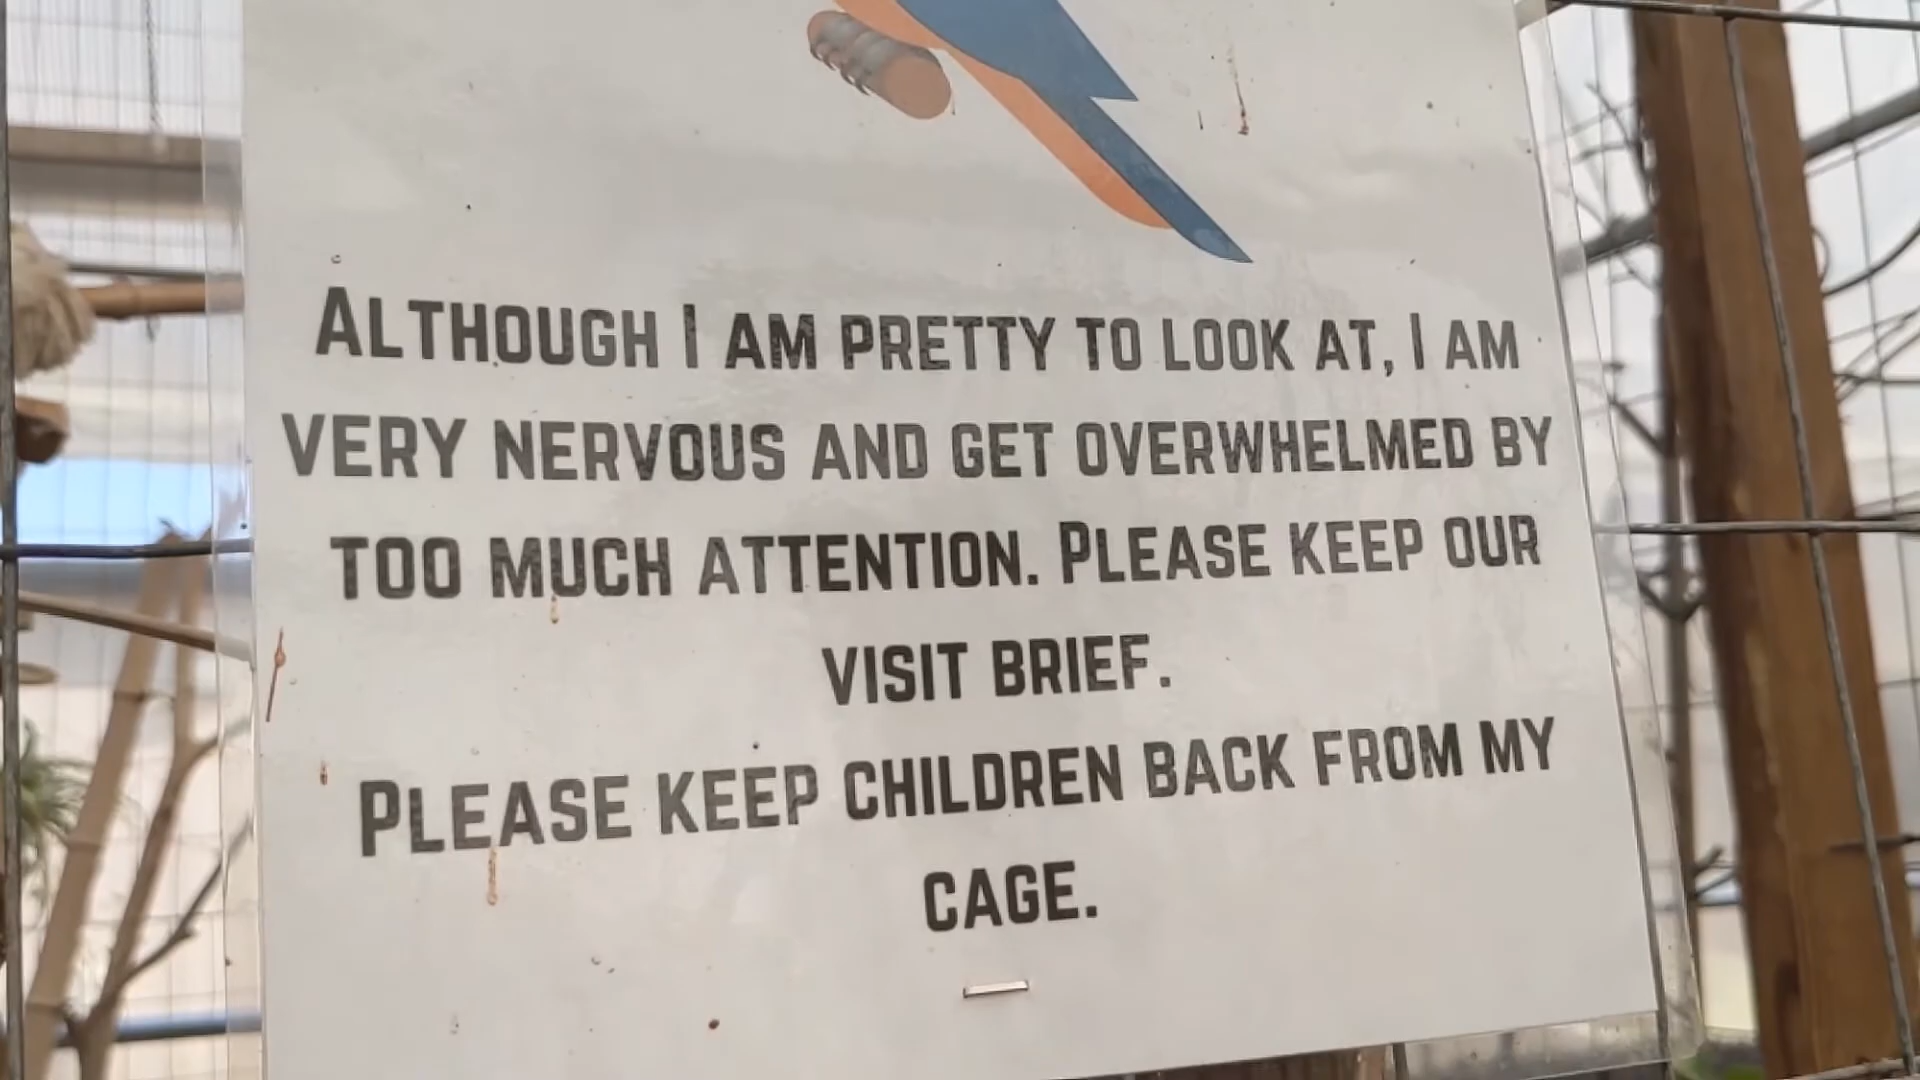 Although I am pretty to look at, I am
very nervous and get overwhelmed by
too much attention. Please keep our
visit brief.
Please keep children back from my
cage.